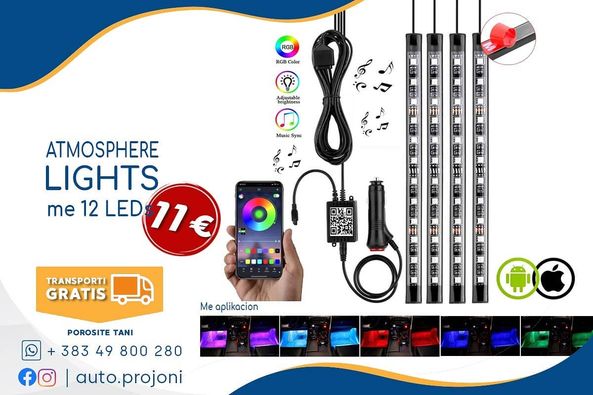 RGB
RGB Color
Adjustable
brightness
Music Sync
ATMOSPHERE
LIGHTS
me 12 LEDs
11€
TRANSPORTI
GRATIS
POROSITE TANI
+ 383 49 800 280
auto.projoni
Me aplikacion